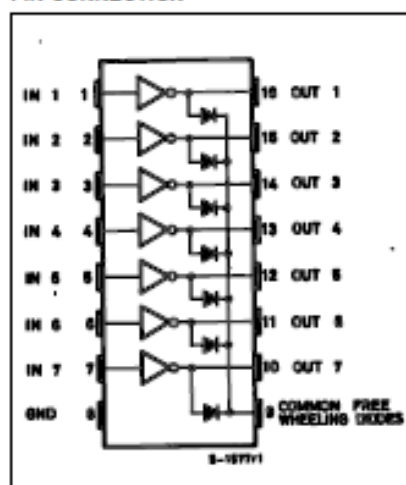 IN 1 1 16 OUT 1
IN 2 2 15 OUT 2
IN 3 3 14 OUT 3
IN 4 4 13 OUT 4
IN 5 5 12 OUT 5
IN 6 6 11 OUT 6
IN 7 7 10 OUT 7
GND 8 9 COMMON FREE
WHEELING DIODES
S-1977/1